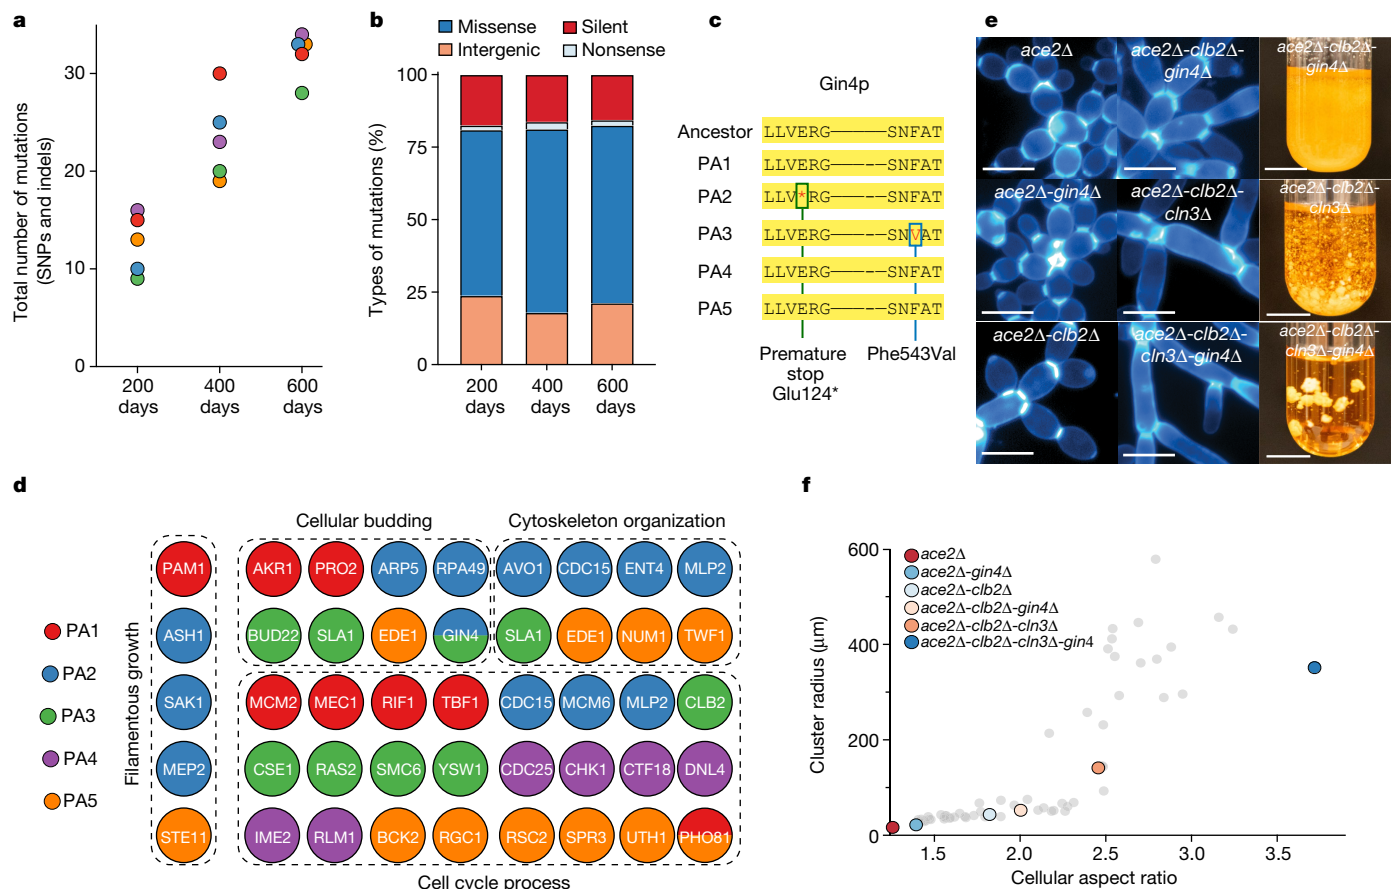 a
Total number of mutations
(SNPs and indels)
30
20
10
0
200
days
400
days
600
days
b
Missense
Silent
Intergenic
Nonsense
Types of mutations (%)
100
75
50
25
0
200
days
400
days
600
days
c
Gin4p
Ancestor LLVERG———-—SNFAT
PA1 LLVERG———-—SNFAT
PA2 LLV*RG———-—SNFAT
PA3 LLVERG———-—SNVAT
PA4 LLVERG———-—SNFAT
PA5 LLVERG———-—SNFAT
Premature
stop
Glu124*
Phe543Val
e
ace2Δ
ace2Δ-clb2Δ-
gin4Δ
ace2Δ-clb2Δ-
gin4Δ
ace2Δ-gin4Δ
ace2Δ-clb2Δ-
cln3Δ
ace2Δ-clb2Δ-
cln3Δ
ace2Δ-clb2Δ
ace2Δ-clb2Δ-
cln3Δ-gin4Δ
ace2Δ-clb2Δ-
cln3Δ-gin4Δ
d
PA1
PA2
PA3
PA4
PA5
Filamentous growth
PAM1
ASH1
SAK1
MEP2
STE11
Cellular budding
AKR1 PRO2 ARP5 RPA49
BUD22 SLA1 EDE1 GIN4
Cytoskeleton organization
AVO1 CDC15 ENT4 MLP2
SLA1 EDE1 NUM1 TWF1
MCM2 MEC1 RIF1 TBF1 CDC15 MCM6 MLP2 CLB2
CSE1 RAS2 SMC6 YSW1 CDC25 CHK1 CTF18 DNL4
IME2 RLM1 BCK2 RGC1 RSC2 SPR3 UTH1 PHO81
Cell cycle process
f
Cluster radius (μm)
600
400
200
0
ace2Δ
ace2Δ-gin4Δ
ace2Δ-clb2Δ
ace2Δ-clb2Δ-gin4Δ
ace2Δ-clb2Δ-cln3Δ
ace2Δ-clb2Δ-cln3Δ-gin4
1.5 2.0 2.5 3.0 3.5
Cellular aspect ratio